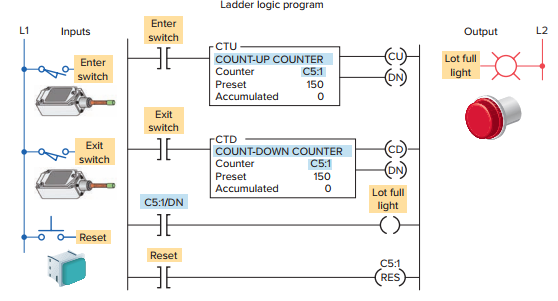 Ladder logic program
L1
Inputs
Enter
switch
Output
L2
Enter
switch
CTU
COUNT-UP COUNTER
Counter C5:1
Preset 150
Accumulated 0
CU
DN
Lot full
light
Exit
switch
Exit
switch
CTD
COUNT-DOWN COUNTER
Counter C5:1
Preset 150
Accumulated 0
CD
DN
C5:1/DN
Lot full
light
Reset
Reset
C5:1
RES